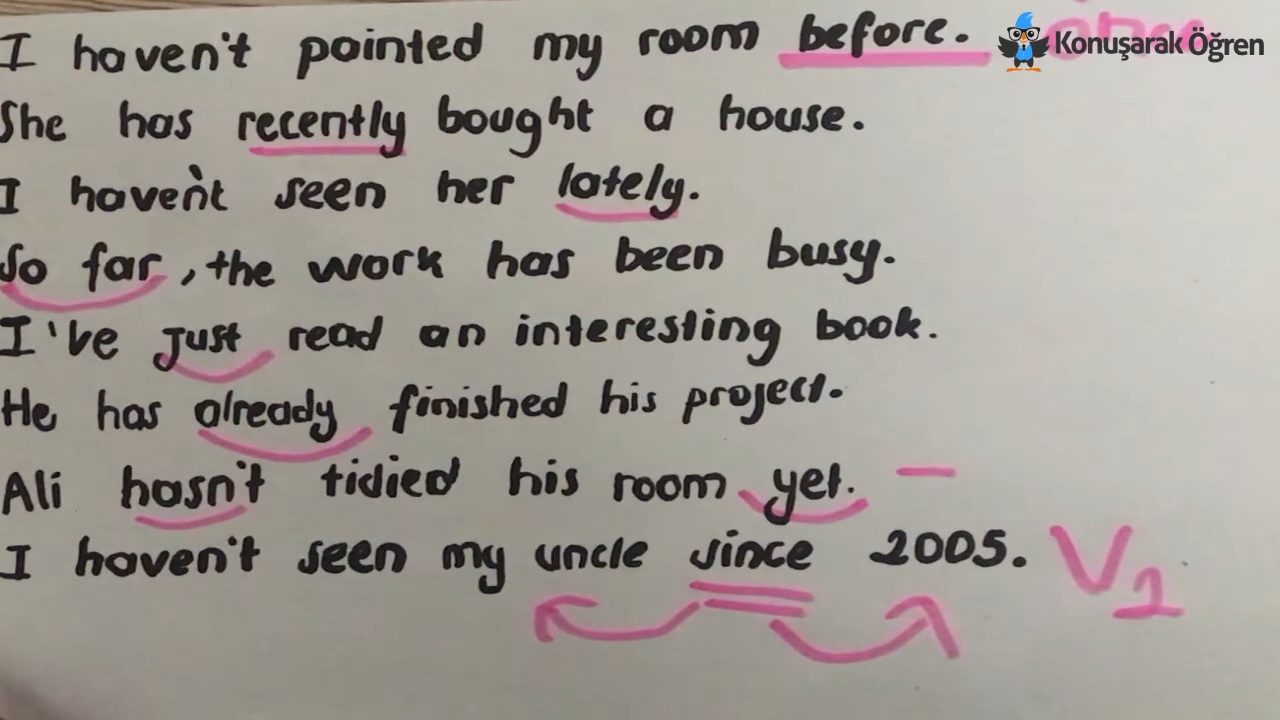 I haven't painted my room before.
Konuşarak Öğren
She has recently bought a house.
I haven't seen her lately.
So far, the work has been busy.
I've just read an interesting book.
He has already finished his project.
Ali hasn't tidied his room yet. —
I haven't seen my uncle since 2005. V1